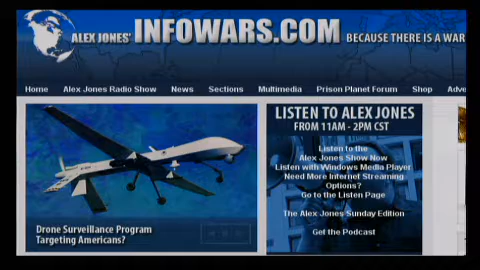 ALEX JONES' INFOWARS.COM BECAUSE THERE IS A WAR
Home Alex Jones Radio Show News Sections Multimedia Prison Planet Forum Shop Adve
LISTEN TO ALEX JONES
FROM 11AM - 2PM CST
Listen to the
Alex Jones Show Now
Listen with Windows Media Player
Need More Internet Streaming
Options?
Go to the Listen Page
The Alex Jones Sunday Edition
Get the Podcast
Drone Surveillance Program
Targeting Americans?